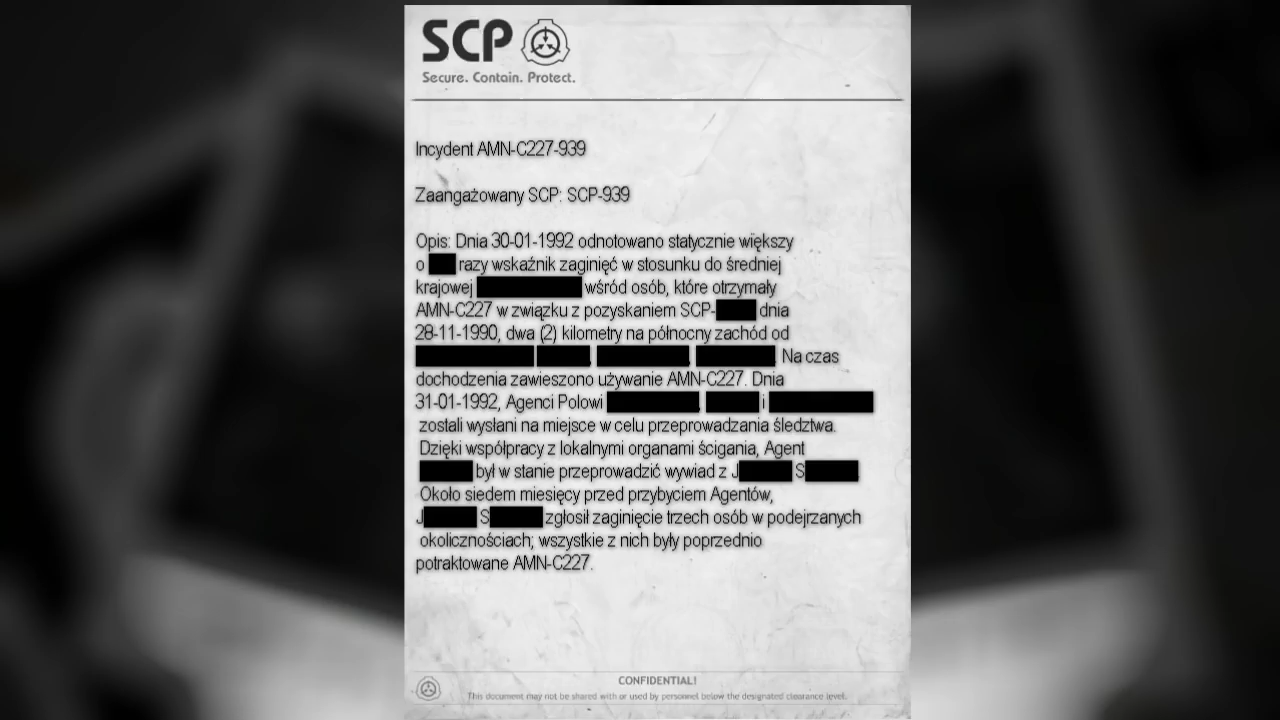 SCP
Secure. Contain. Protect.
Incydent AMN-C227-939
Zaangażowany SCP: SCP-939
Opis: Dnia 30-01-1992 odnotowano statycznie większy
o razy wskaźnik zaginięć w stosunku do średniej
krajowej wśród osób, które otrzymały
AMN-C227 w związku z pozyskaniem SCP- dnia
28-11-1990, dwa (2) kilometry na północny zachód od
, , , Na czas
dochodzenia zawieszono używanie AMN-C227. Dnia
31-01-1992, Agenci Polowi , i
zostali wysłani na miejsce w celu przeprowadzania śledztwa.
Dzięki współpracy z lokalnymi organami ścigania, Agent
był w stanie przeprowadzić wywiad z J S
Około siedem miesięcy przed przybyciem Agentów,
J S zgłosił zaginięcie trzech osób w podejrzanych
okolicznościach; wszystkie z nich były poprzednio
potraktowane AMN-C227.
CONFIDENTIAL!
This document may not be shared with or used by personnel below the designated clearance level.